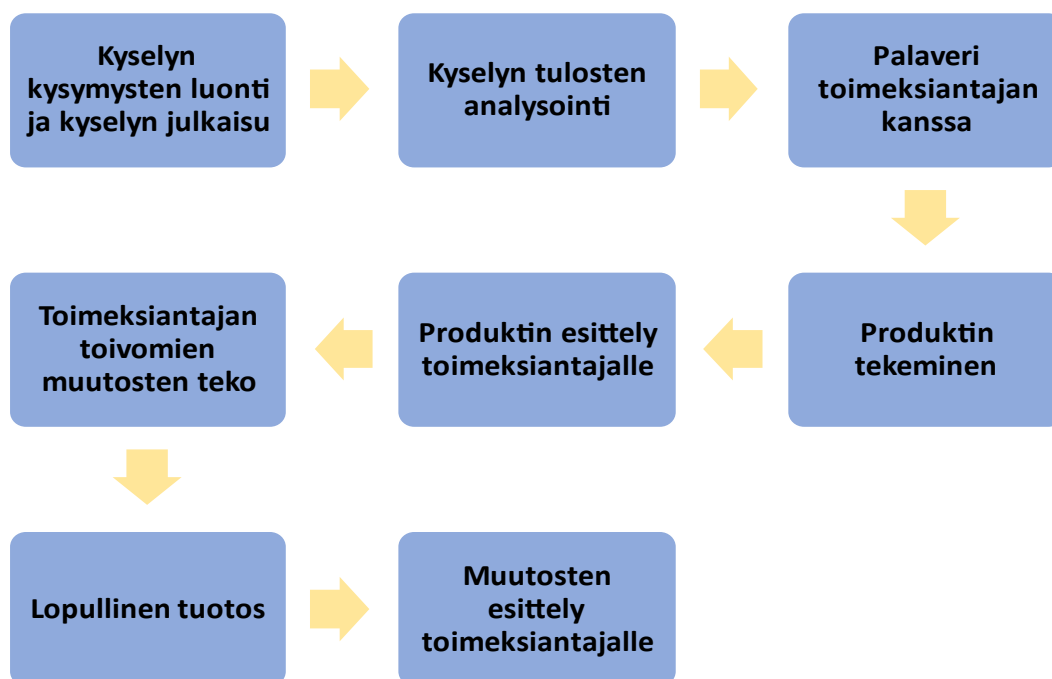 Kyselyn
kysymysten luonti
ja kyselyn julkaisu
Kyselyn tulosten
analysointi
Palaveri
toimeksiantajan
kanssa
Produktin
tekeminen
Produktin esittely
toimeksiantajalle
Toimeksiantajan
toivomien
muutosten teko
Lopullinen tuotos
Muutosten
esittely
toimeksiantajalle